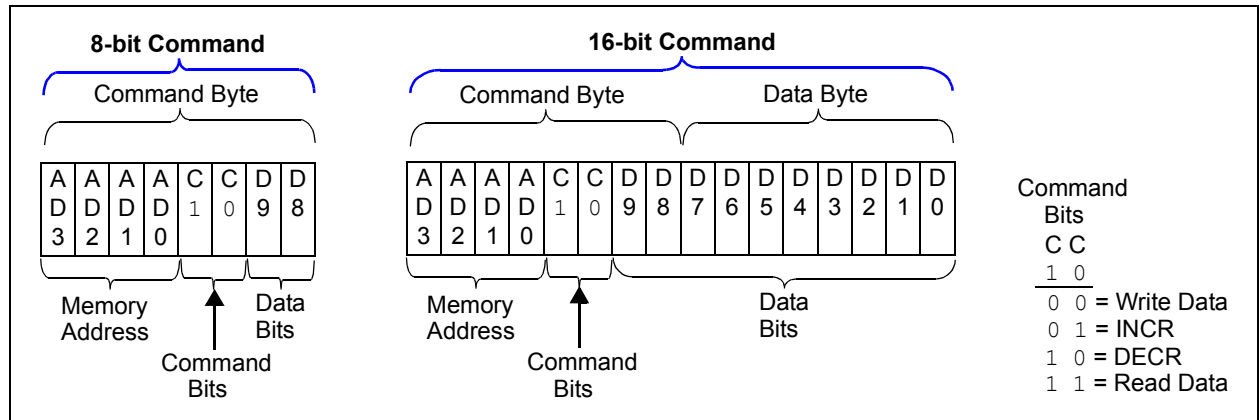 8-bit Command
Command Byte
A A A A C C D D
D D D D 1 0 9 8
3 2 1 0
Memory Address
Command Bits
Data Bits
16-bit Command
Command Byte
Data Byte
A A A A C C D D D D D D D D D D
D D D D 1 0 9 8 7 6 5 4 3 2 1 0
3 2 1 0
Memory Address
Command Bits
Data Bits
Command
Bits
C C
1 0
0 0 = Write Data
0 1 = INCR
1 0 = DECR
1 1 = Read Data